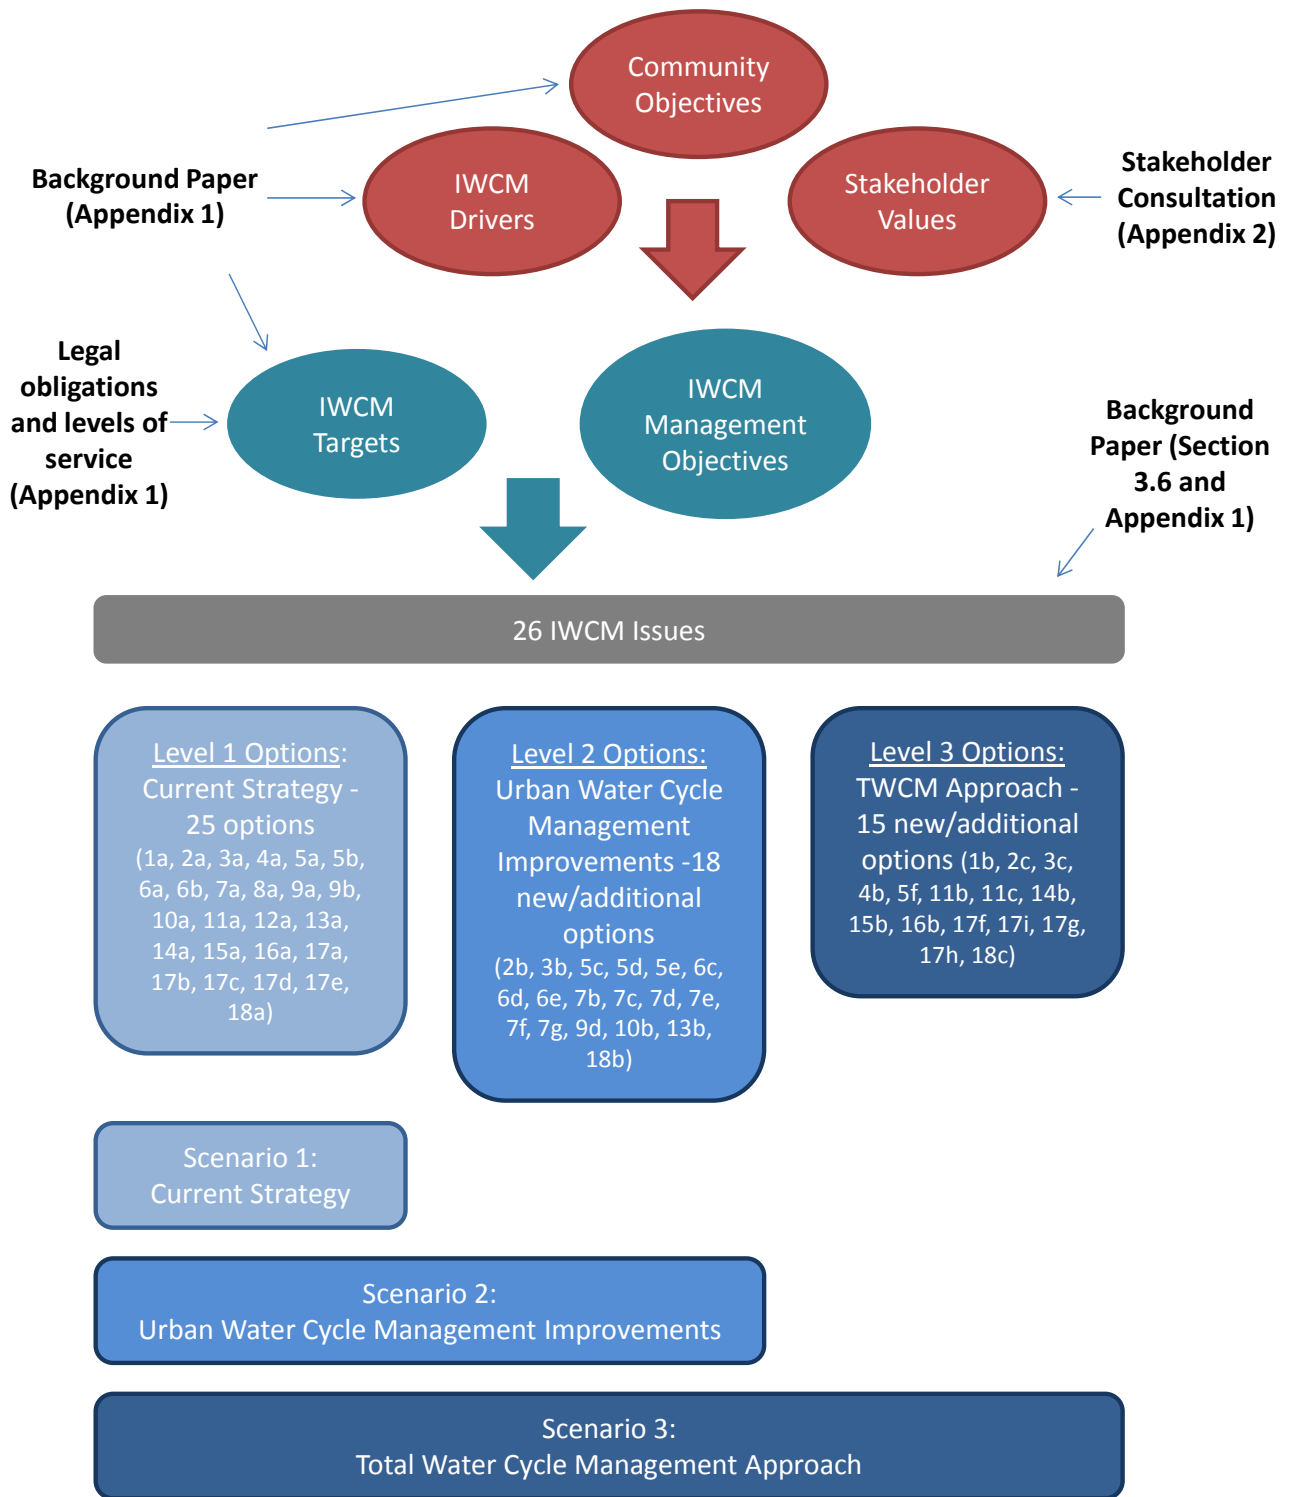 Community
Objectives
Background Paper
(Appendix 1)
IWCM
Drivers
Stakeholder
Values
Stakeholder
Consultation
(Appendix 2)
Legal
obligations
and levels of
service
(Appendix 1)
IWCM
Targets
IWCM
Management
Objectives
Background
Paper (Section
3.6 and
Appendix 1)
26 IWCM Issues
Level 1 Options:
Current Strategy -
25 options
(1a, 2a, 3a, 4a, 5a, 5b,
6a, 6b, 7a, 8a, 9a, 9b,
10a, 11a, 12a, 13a,
14a, 15a, 16a, 17a,
17b, 17c, 17d, 17e,
18a)
Level 2 Options:
Urban Water Cycle
Management
Improvements -18
new/additional
options
(2b, 3b, 5c, 5d, 5e, 6c,
6d, 6e, 7b, 7c, 7d, 7e,
7f, 7g, 9d, 10b, 13b,
18b)
Level 3 Options:
TWCM Approach -
15 new/additional
options (1b, 2c, 3c,
4b, 5f, 11b, 11c, 14b,
15b, 16b, 17f, 17i, 17g,
17h, 18c)
Scenario 1:
Current Strategy
Scenario 2:
Urban Water Cycle Management Improvements
Scenario 3:
Total Water Cycle Management Approach